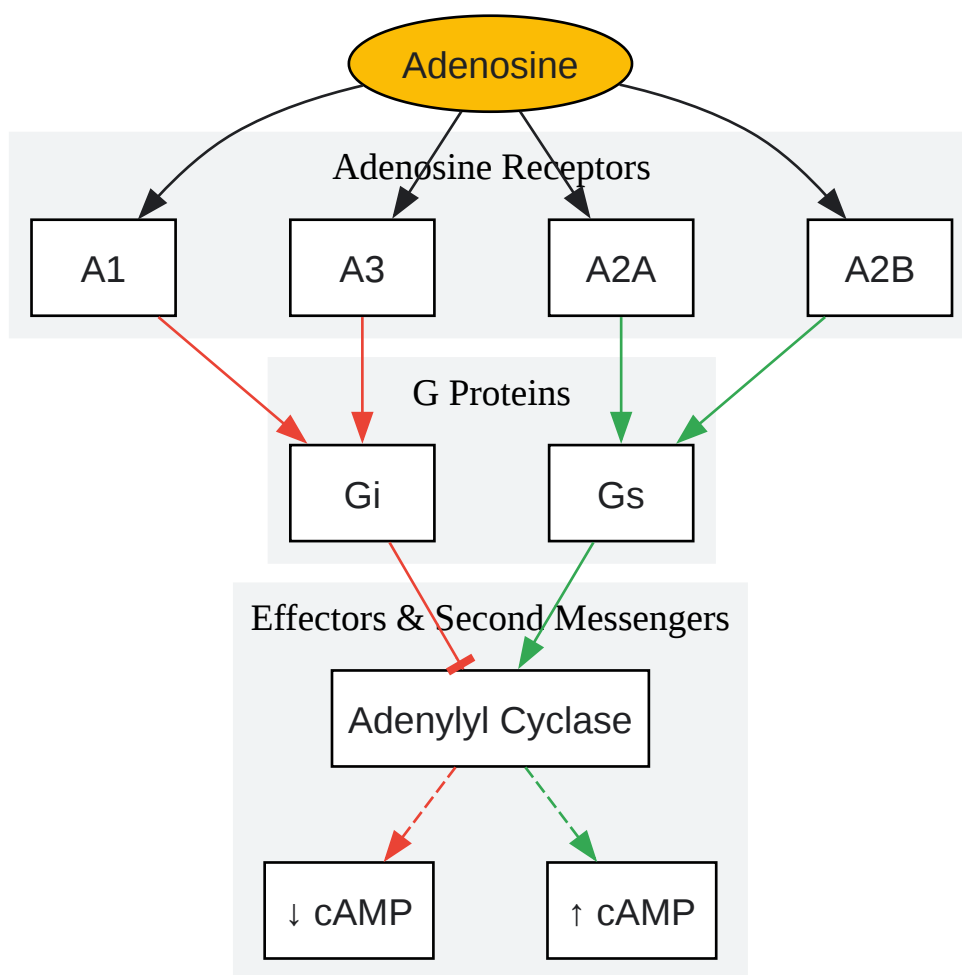 Adenosine
Adenosine Receptors
A1
A3
A2A
A2B
G Proteins
Gi
Gs
Effectors & Second Messengers
Adenylyl Cyclase
↓ cAMP
↑ cAMP